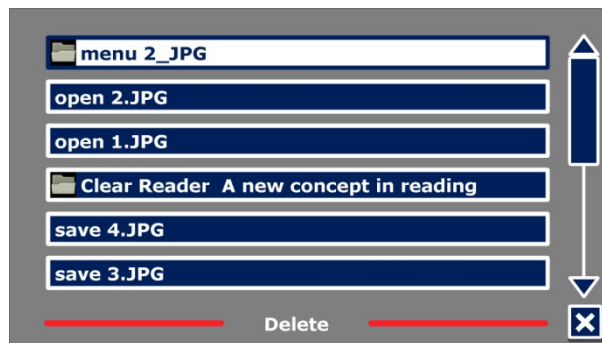 menu 2_JPG
open 2.JPG
open 1.JPG
Clear Reader  A new concept in reading
save 4.JPG
save 3.JPG
Delete